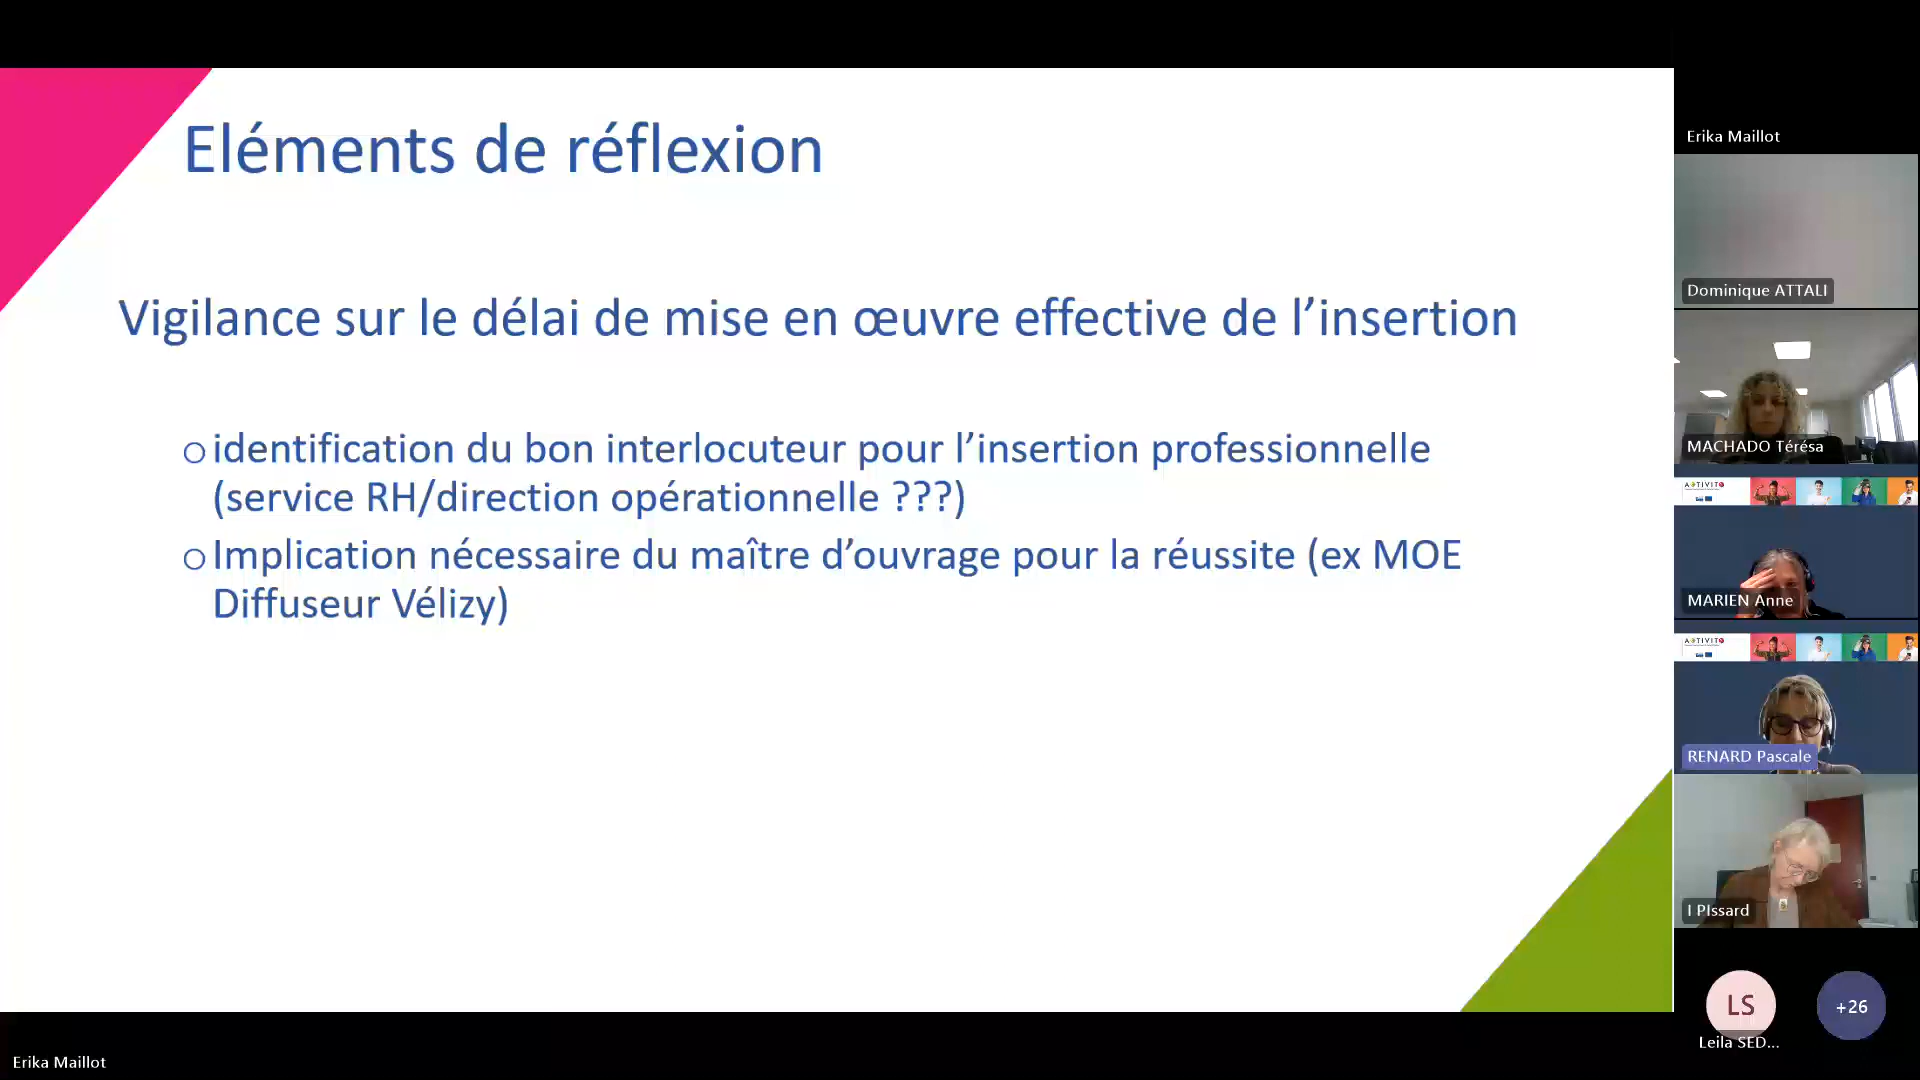 Eléments de réflexion
Vigilance sur le délai de mise en œuvre effective de l’insertion
o identification du bon interlocuteur pour l’insertion professionnelle
(service RH/direction opérationnelle ???)
o Implication nécessaire du maître d’ouvrage pour la réussite (ex MOE
Diffuseur Vélizy)
Erika Maillot
Dominique ATTALI
MACHADO Térésa
ACTIVITY
MARIEN Anne
ACTIVITY
RENARD Pascale
I PIssard
LS
+26
Leila SED...
Erika Maillot